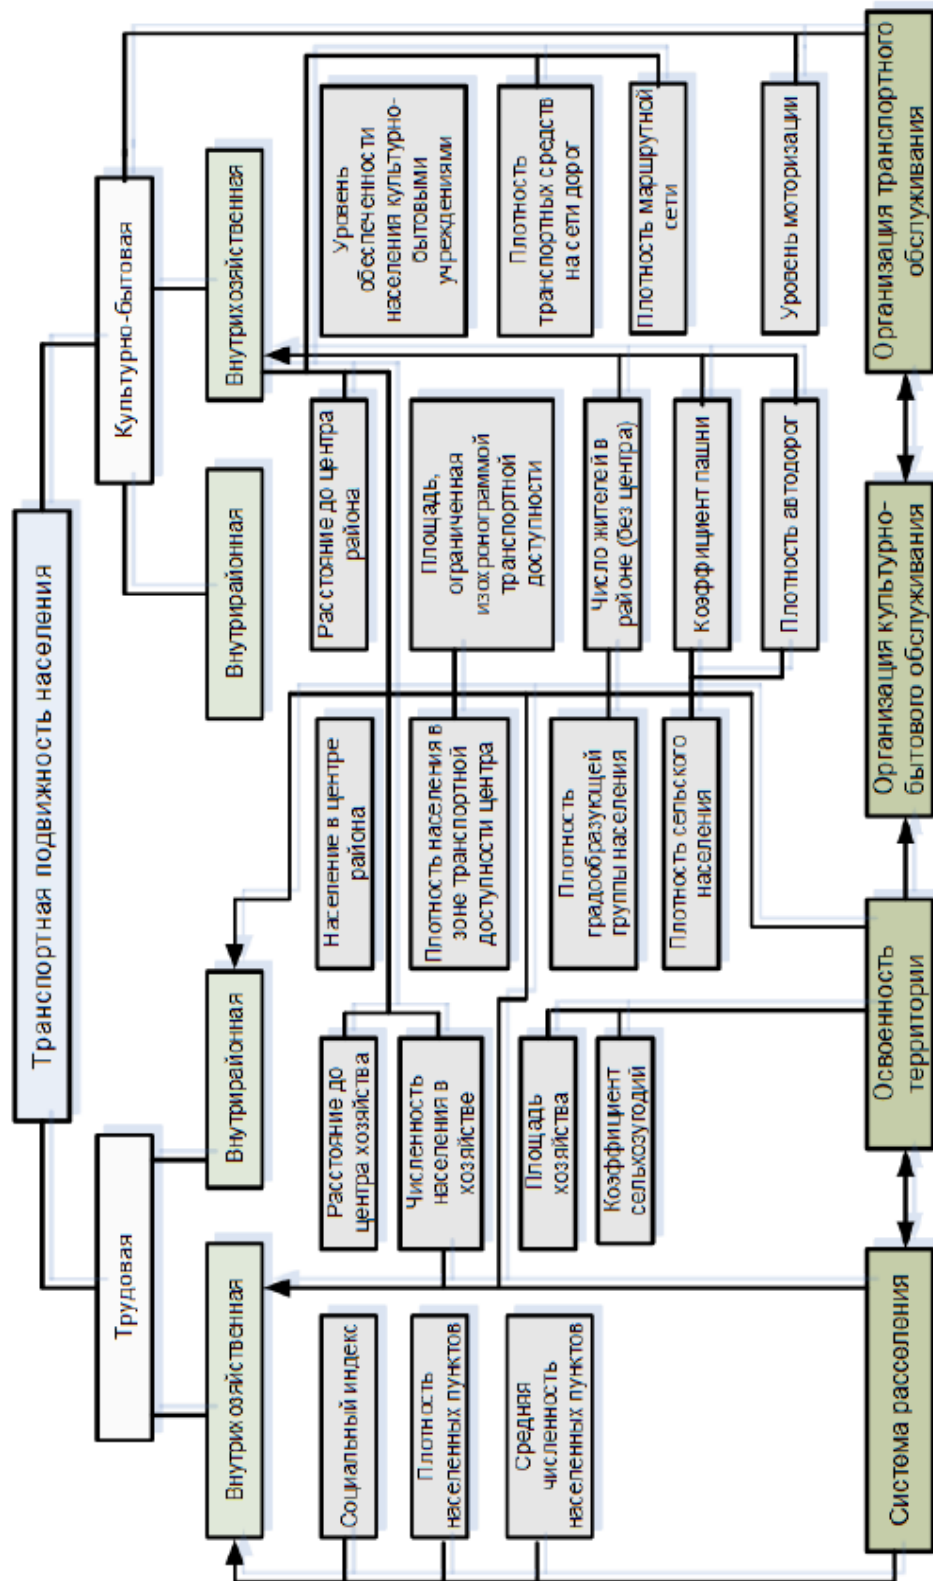 Транспортная подвижность населения
Трудовая
Культурно-бытовая
Внутрихозяйственная
Внутрирайонная
Внутрирайонная
Внутрихозяйственная
Социальный индекс
Плотность
населенных пунктов
Средняя
численность
населенных пунктов
Расстояние до
центра хозяйства
Численность
населения в
хозяйстве
Площадь
хозяйства
Коэффициент
сельхозугодий
Население в центре
района
Плотность населения в
зоне транспортной
доступности центра
Плотность
градообразующей
группы населения
Плотность сельского
населения
Расстояние до центра
района
Площадь,
ограниченная
изохронограммой
транспортной
доступности
Число жителей в
районе (без центра)
Коэффициент пашни
Плотность автодорог
Уровень
обеспеченности
населения культурно-
бытовыми
учреждениями
Плотность
транспортных средств
на сети дорог
Плотность маршрутной
сети
Уровень моторизации
Система расселения
Освоенность
территории
Организация культурно-
бытового обслуживания
Организация транспортного
обслуживания